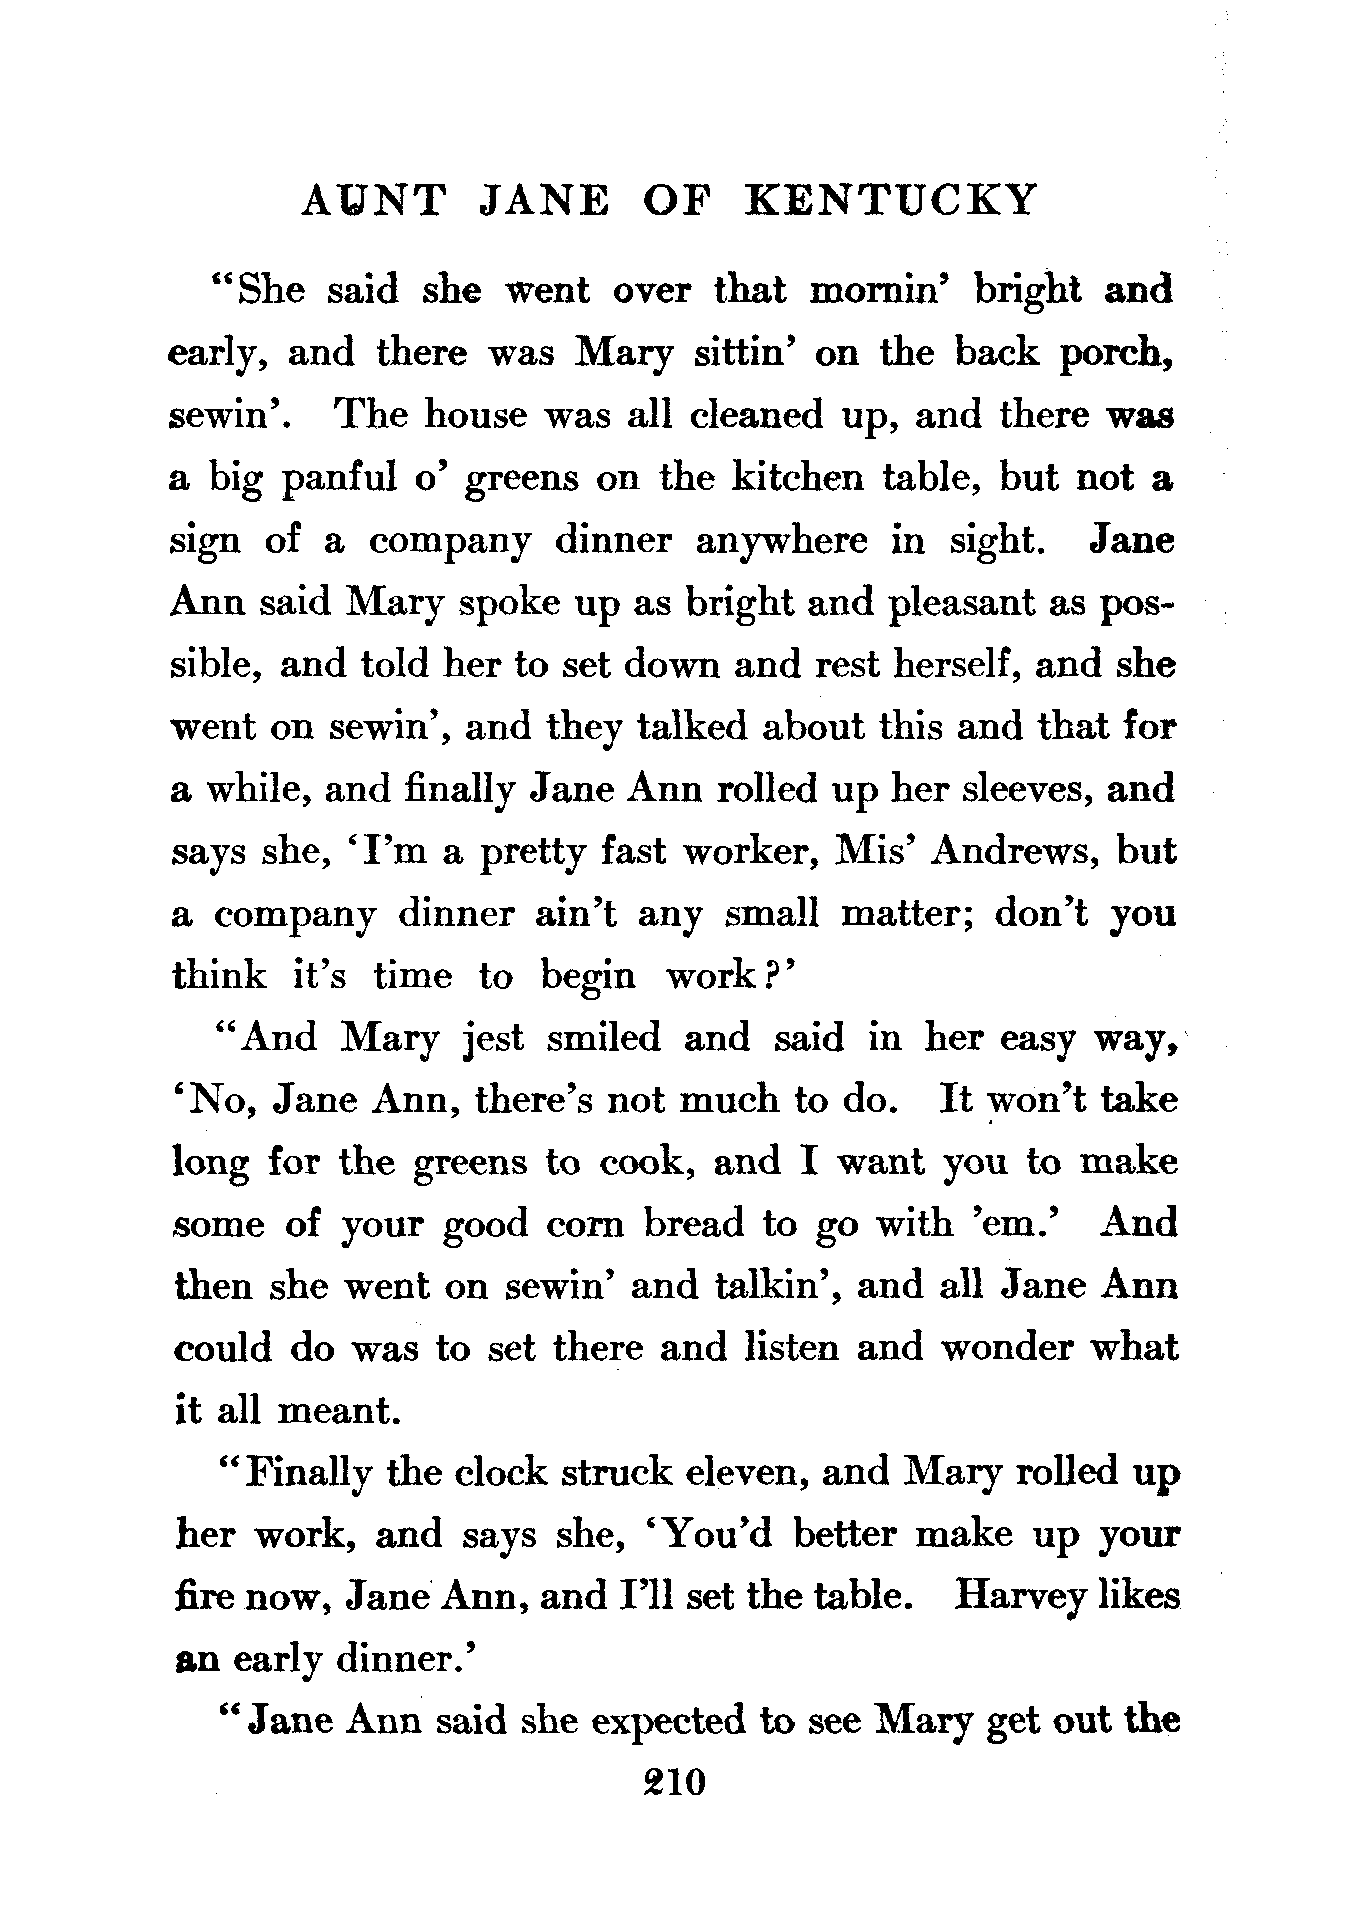 AUNT JANE OF KENTUCKY
“She said she went over that mornin’ bright and
early, and there was Mary sittin’ on the back porch,
sewin’. The house was all cleaned up, and there was
a big panful o’ greens on the kitchen table, but not a
sign of a company dinner anywhere in sight. Jane
Ann said Mary spoke up as bright and pleasant as pos-
sible, and told her to set down and rest herself, and she
went on sewin’, and they talked about this and that for
a while, and finally Jane Ann rolled up her sleeves, and
says she, ‘I’m a pretty fast worker, Mis’ Andrews, but
a company dinner ain’t any small matter; don’t you
think it’s time to begin work?’
“And Mary jest smiled and said in her easy way,
‘No, Jane Ann, there’s not much to do. It won’t take
long for the greens to cook, and I want you to make
some of your good corn bread to go with ’em.’ And
then she went on sewin’ and talkin’, and all Jane Ann
could do was to set there and listen and wonder what
it all meant.
“Finally the clock struck eleven, and Mary rolled up
her work, and says she, ‘You’d better make up your
fire now, Jane Ann, and I’ll set the table. Harvey likes
an early dinner.’
“Jane Ann said she expected to see Mary get out the
210